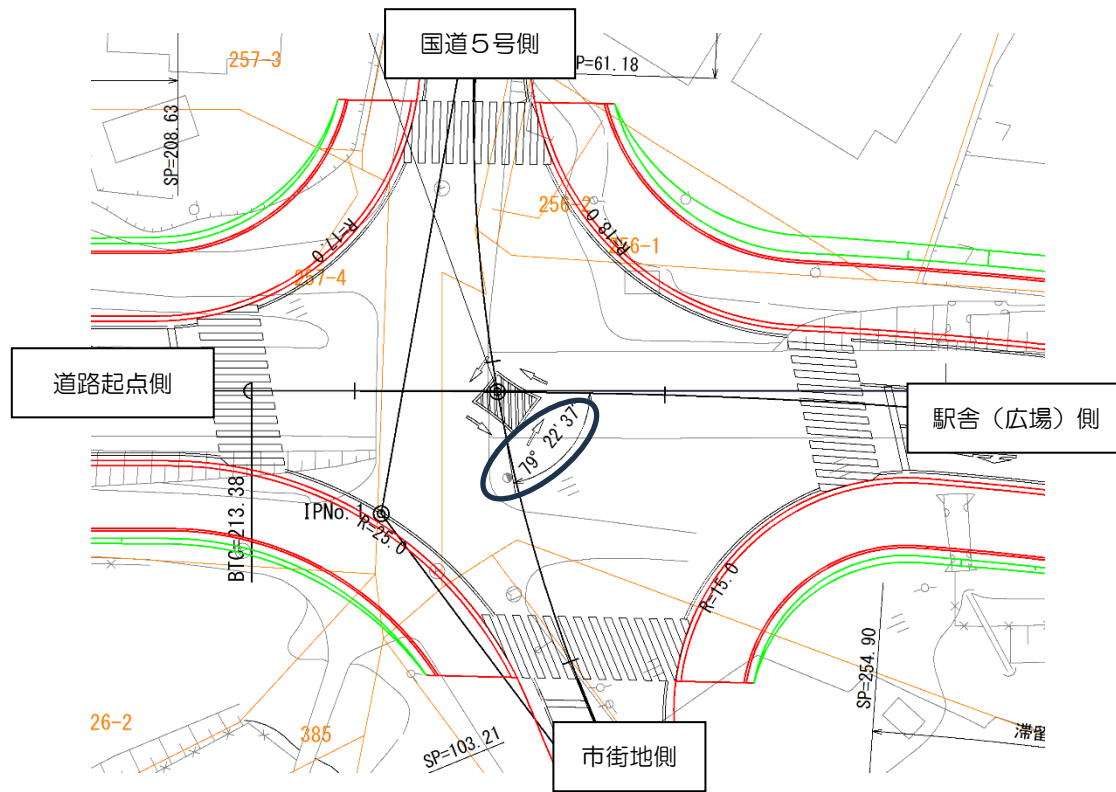 国道5号側
257-3
P=61.18
SP=208.63
256-2
R=17.0
R=18.0
256-1
257-4
道路起点側
駅舎(広場)側
79° 22' 37"
IPNo.1
BTC=213.38
R=25.0
R=15.0
SP=254.90
26-2
385
SP=103.21
市街地側
滞留